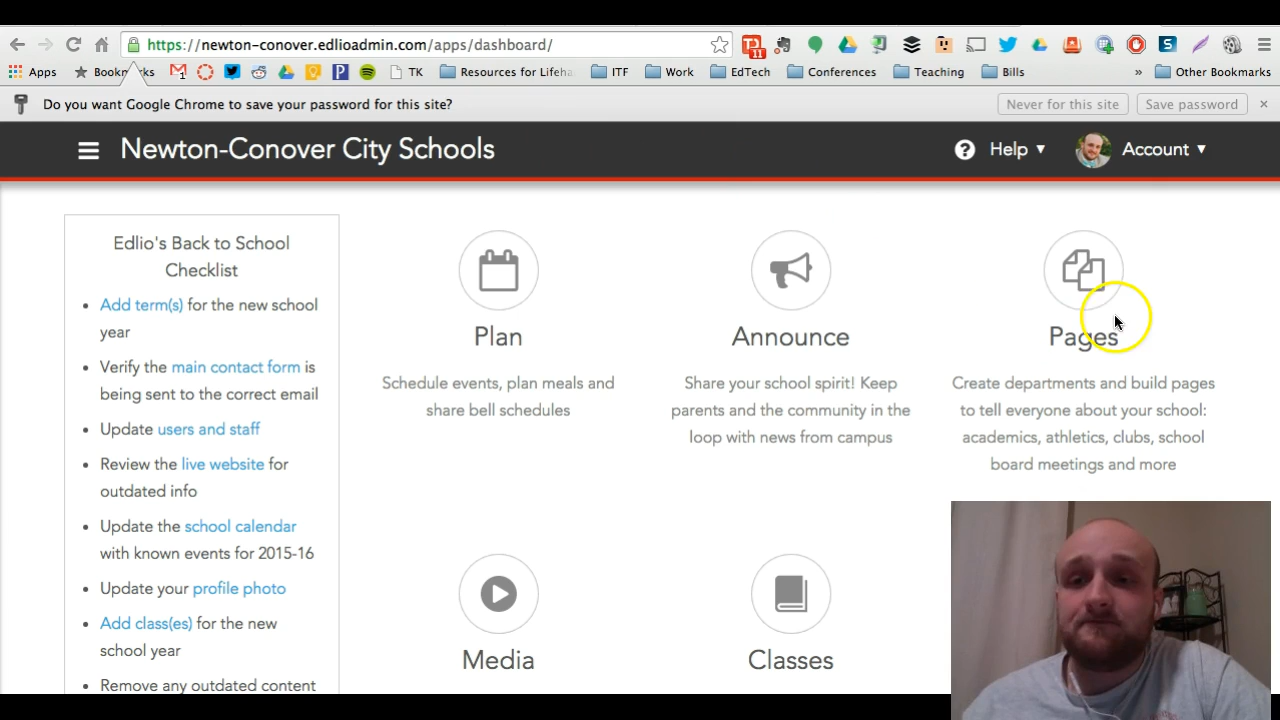 https://newton-conover.edlioadmin.com/apps/dashboard/
11
Apps
Bookmarks
TK
Resources for Lifeha
ITF
Work
EdTech
Conferences
Teaching
Bills
»
Other Bookmarks
Do you want Google Chrome to save your password for this site?
Never for this site
Save password
×
Newton-Conover City Schools
? Help ▼
Account ▼
Edlio's Back to School
Checklist
• Add term(s) for the new school
year
• Verify the main contact form is
being sent to the correct email
• Update users and staff
• Review the live website for
outdated info
• Update the school calendar
with known events for 2015-16
• Update your profile photo
• Add class(es) for the new
school year
• Remove any outdated content
Plan
Schedule events, plan meals and
share bell schedules
Announce
Share your school spirit! Keep
parents and the community in the
loop with news from campus
Pages
Create departments and build pages
to tell everyone about your school:
academics, athletics, clubs, school
board meetings and more
Media
Classes